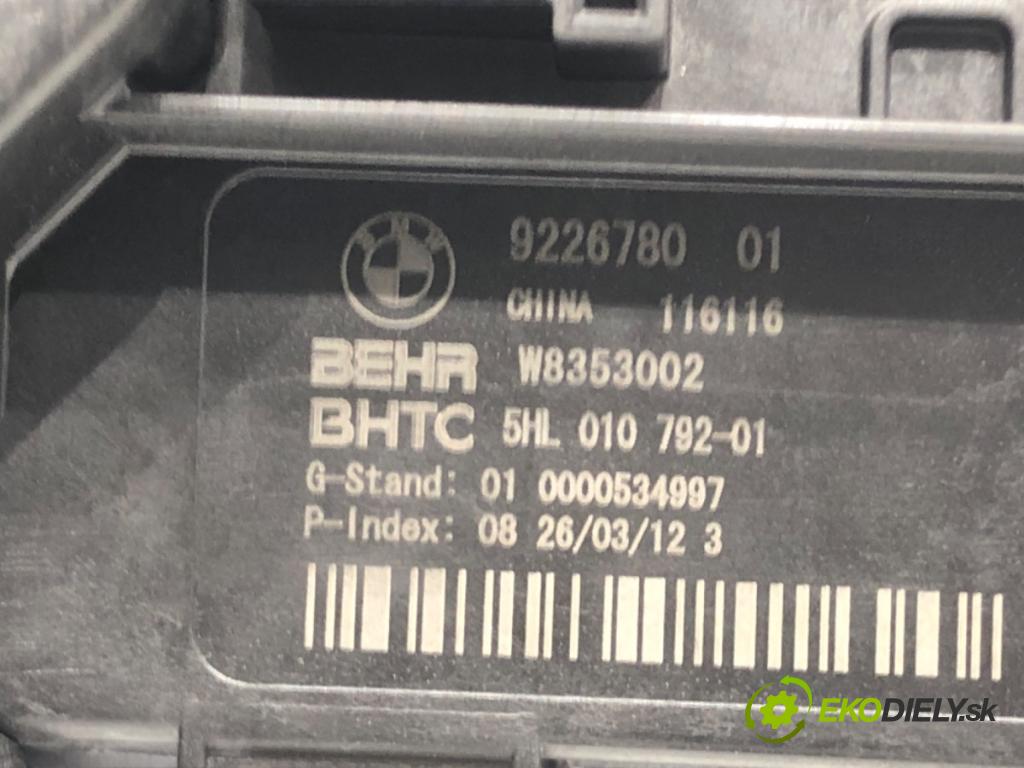 BMW
9226780 01
CHINA 116116
BEHR W8353002
BHTC 5HL 010 792-01
G-Stand: 01 0000534997
P-Index: 08 26/03/12 3
EKODIELY.sk